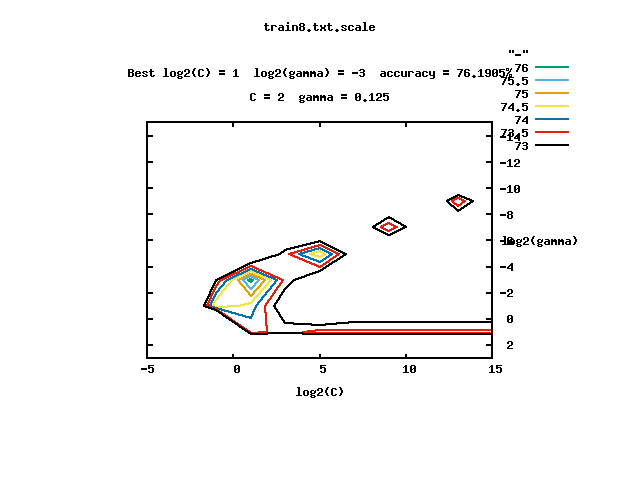 train8.txt.scale
"-"
Best log2(C) = 1 log2(gamma) = -3 accuracy = 76.1905%
76
75.5
75
74.5
74
73.5
73
C = 2 gamma = 0.125
-14
-12
-10
-8
-6
log2(gamma)
-4
-2
0
2
-5 0 5 10 15
log2(C)